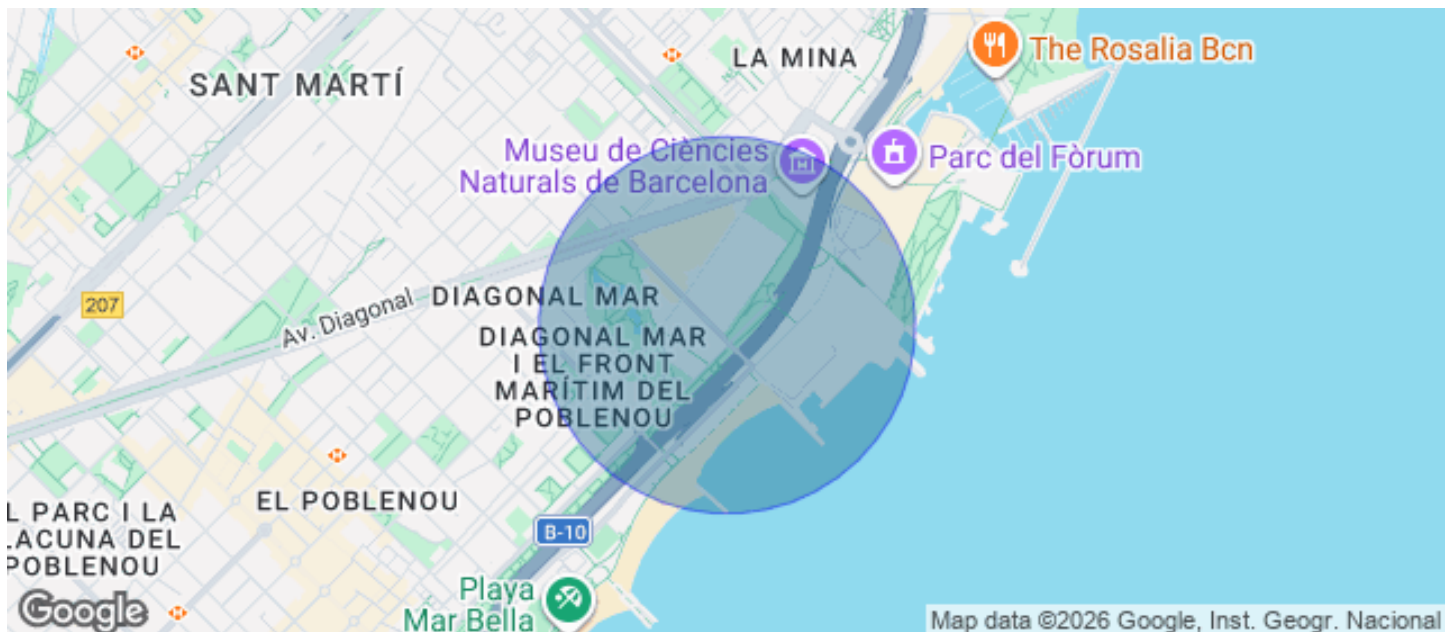 LA MINA
The Rosalia Bcn
SANT MARTÍ
Museu de Ciències
Naturals de Barcelona
Parc del Fòrum
207
Av. Diagonal
DIAGONAL MAR
DIAGONAL MAR
I EL FRONT
MARÍTIM DEL
POBLENOU
EL POBLENOU
L PARC I LA
LACUNA DEL
POBLENOU
B-10
Playa
Mar Bella
Google
Map data ©2026 Google, Inst. Geogr. Nacional